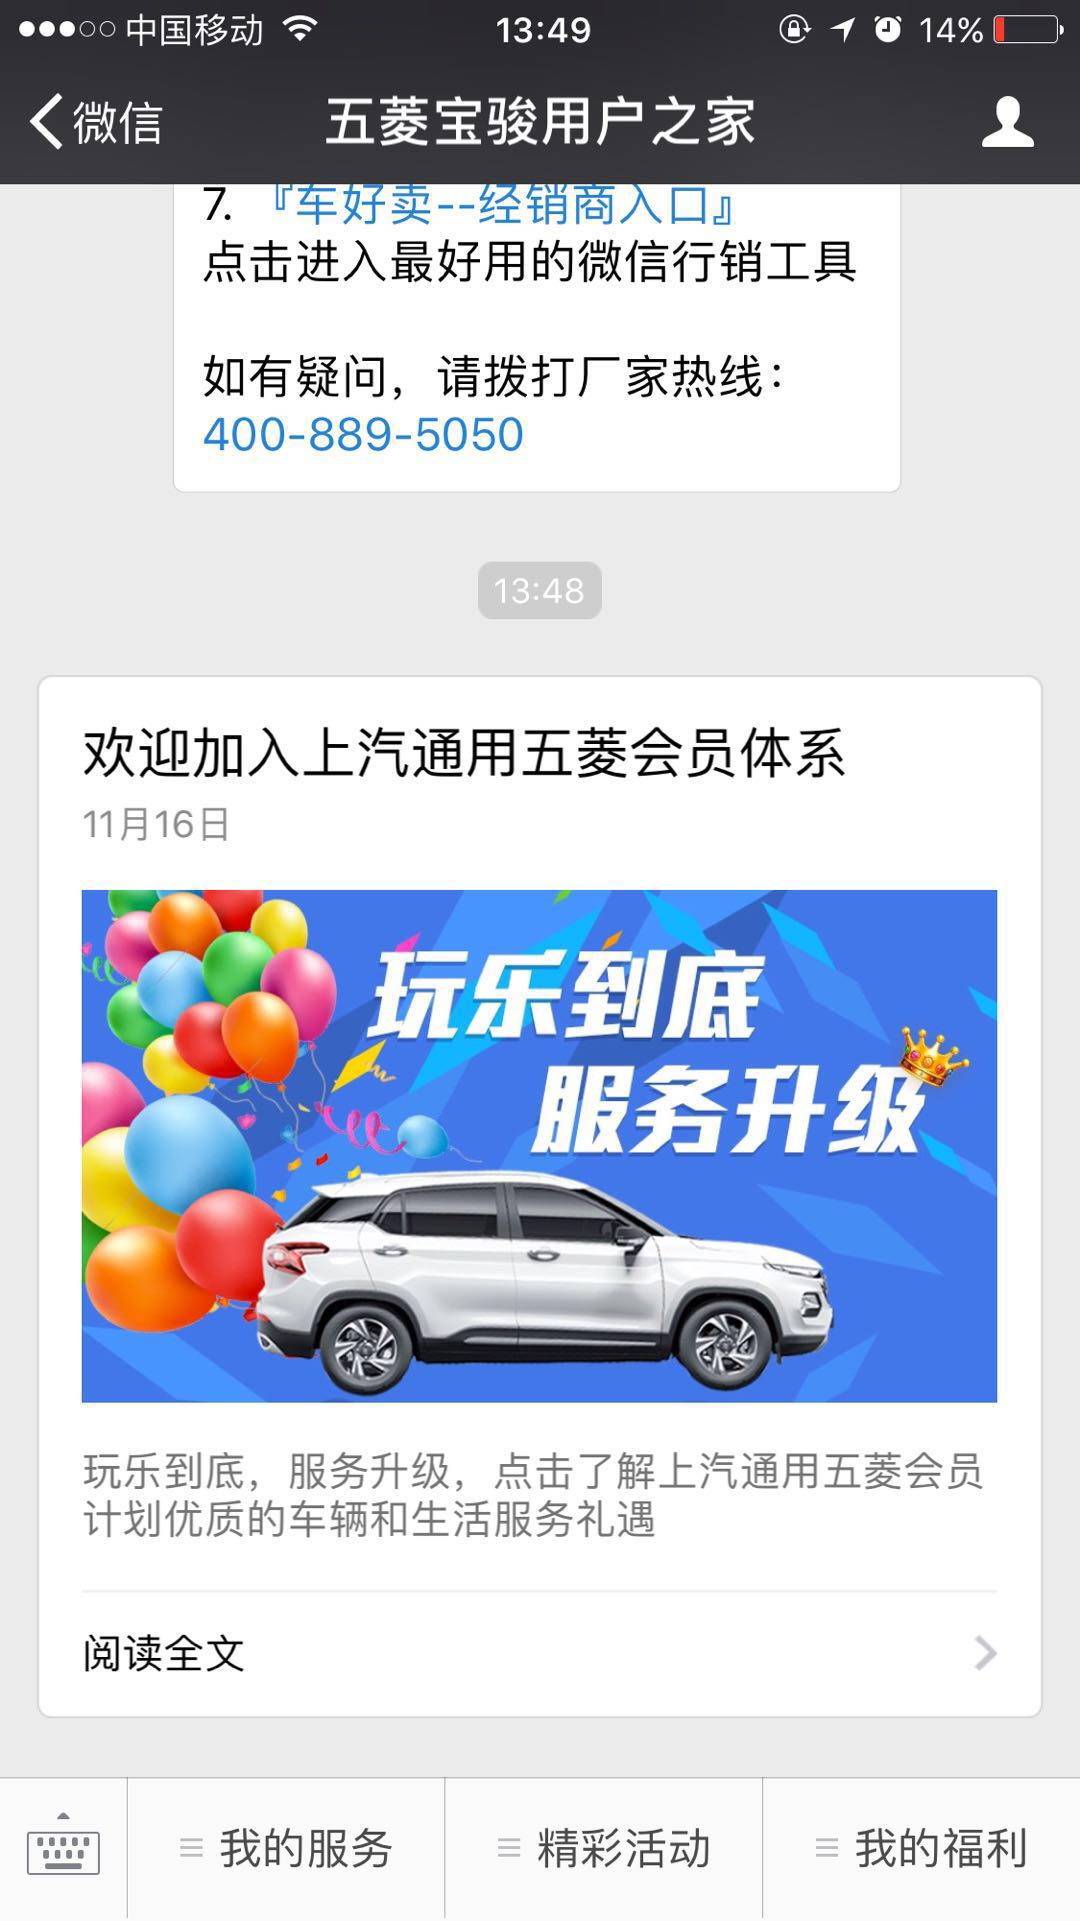 中国移动 13:49 14%
微信 五菱宝骏用户之家
7. 『车好卖--经销商入口』
点击进入最好用的微信行销工具
如有疑问，请拨打厂家热线：
400-889-5050
13:48
欢迎加入上汽通用五菱会员体系
11月16日
玩乐到底
服务升级
玩乐到底，服务升级，点击了解上汽通用五菱会员
计划优质的车辆和生活服务礼遇
阅读全文
我的服务 精彩活动 我的福利